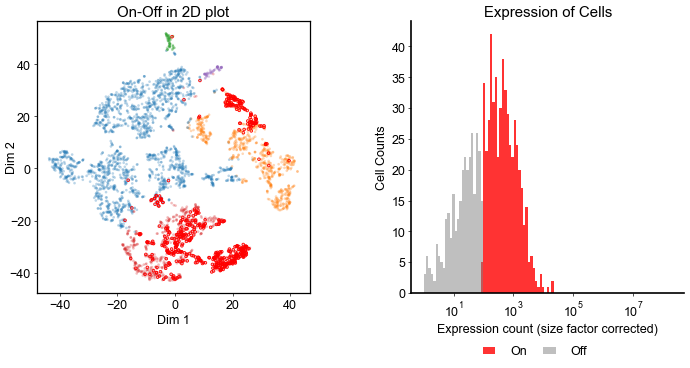 On-Off in 2D plot
40
20
0
−20
−40
Dim 2
−40 −20 0 20 40
Dim 1
Expression of Cells
40
35
30
25
20
15
10
5
0
Cell Counts
10^1 10^3 10^5 10^7
Expression count (size factor corrected)
On Off